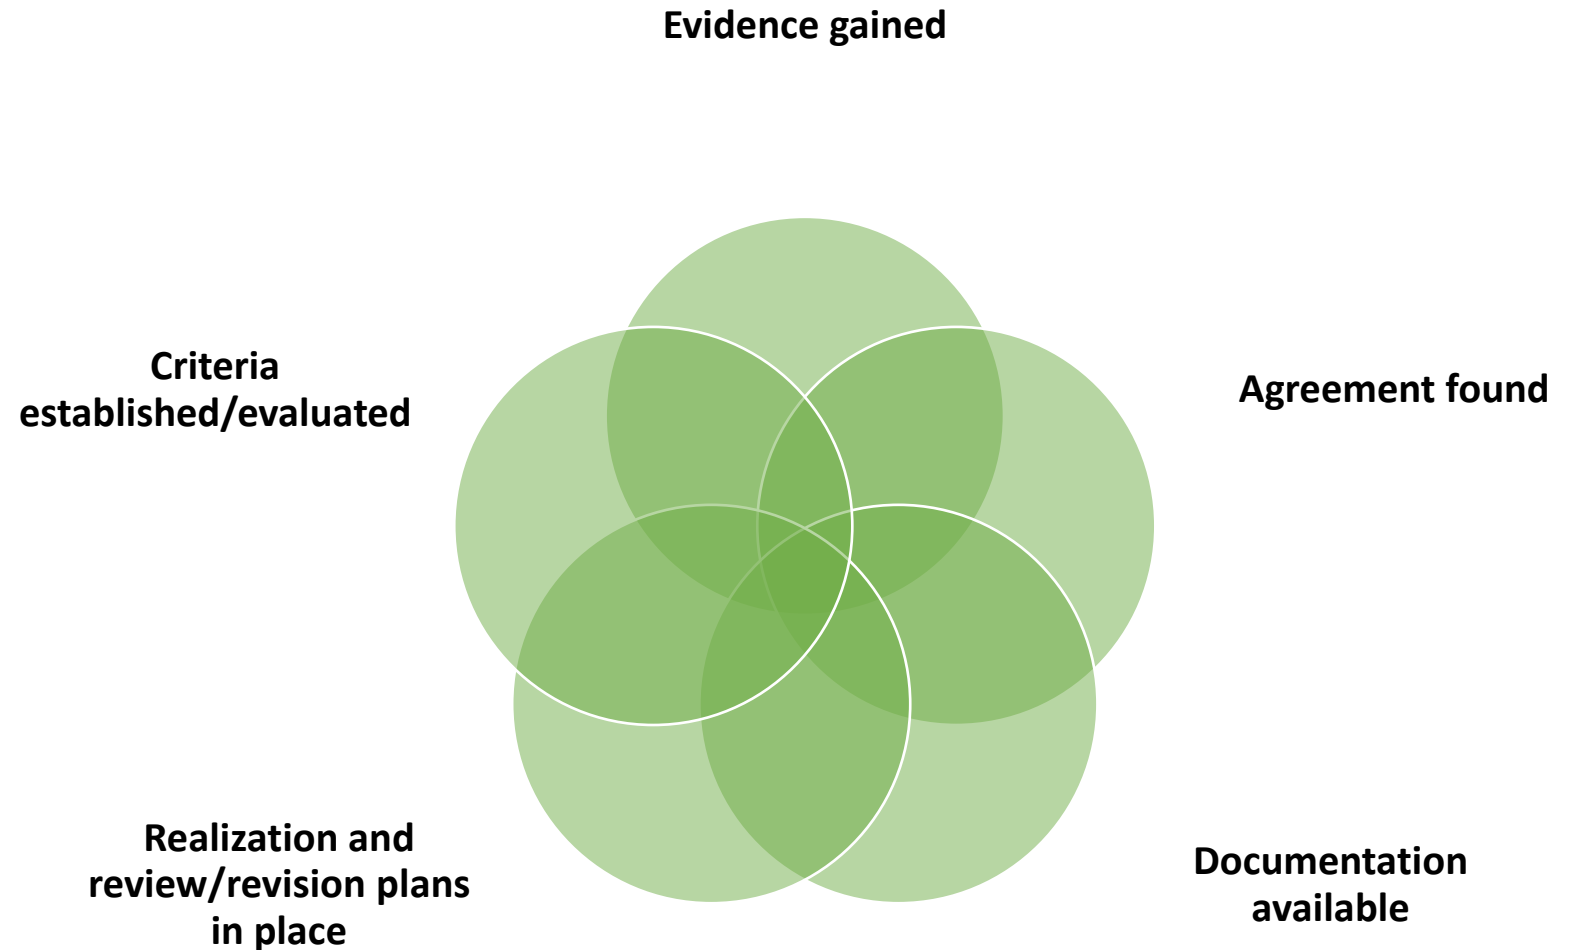 Evidence gained
Criteria
established/evaluated
Agreement found
Realization and
review/revision plans
in place
Documentation
available